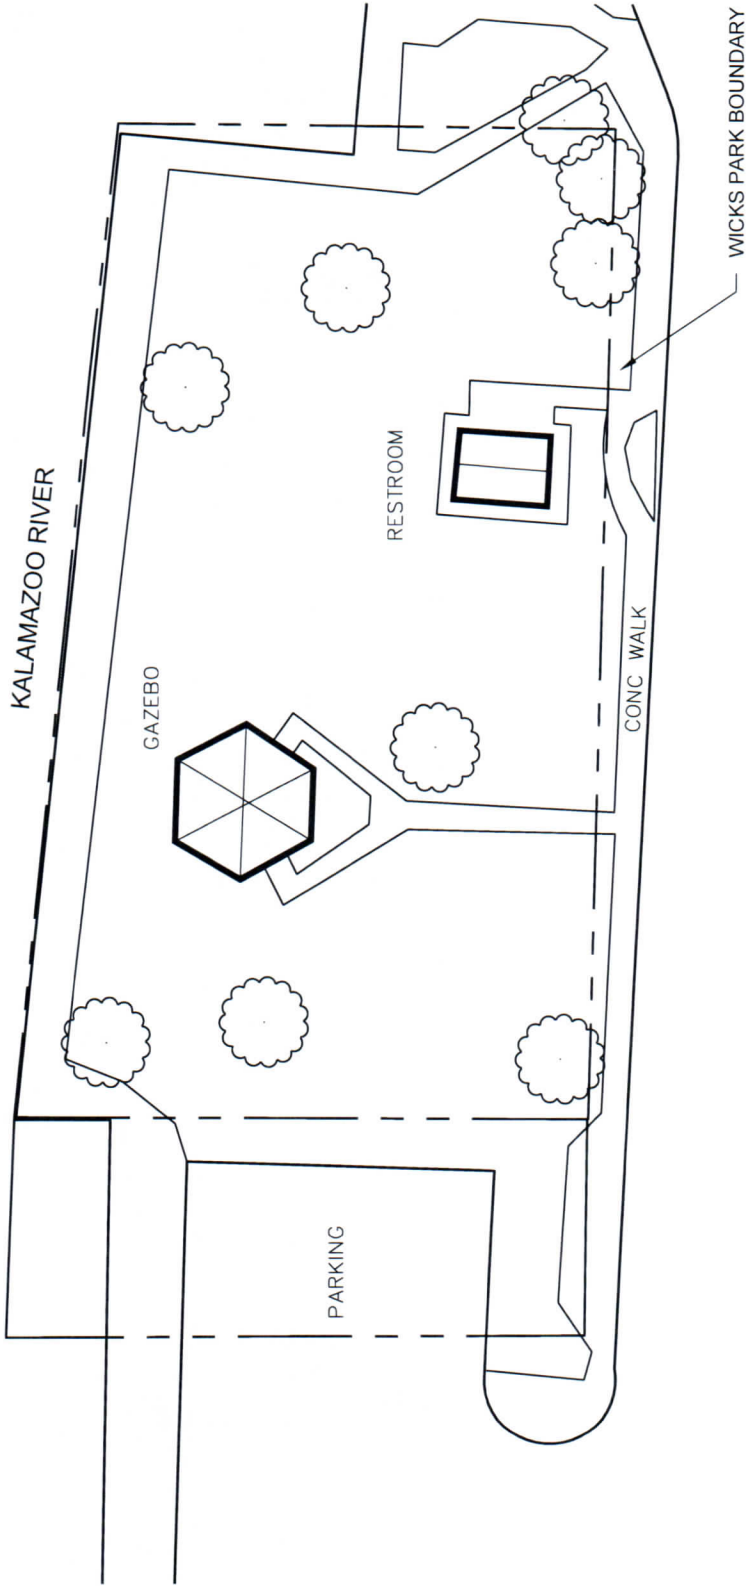 KALAMAZOO RIVER
GAZEBO
RESTROOM
PARKING
CONC WALK
WICKS PARK BOUNDARY